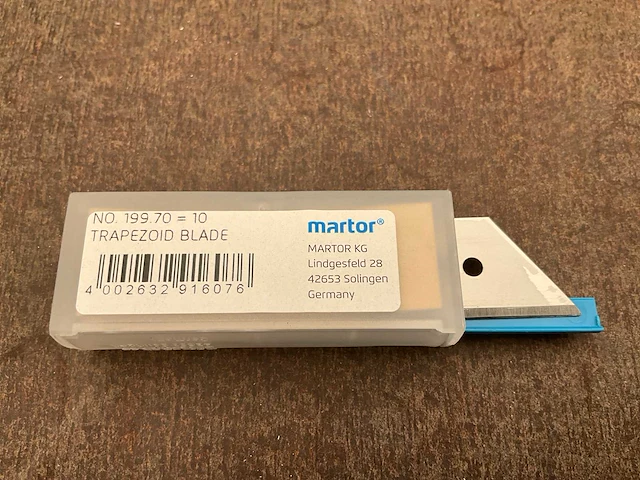 NO. 199.70 = 10
TRAPEZOID BLADE
4 002632 916076
martor®
MARTOR KG
Lindgesfeld 28
42653 Solingen
Germany